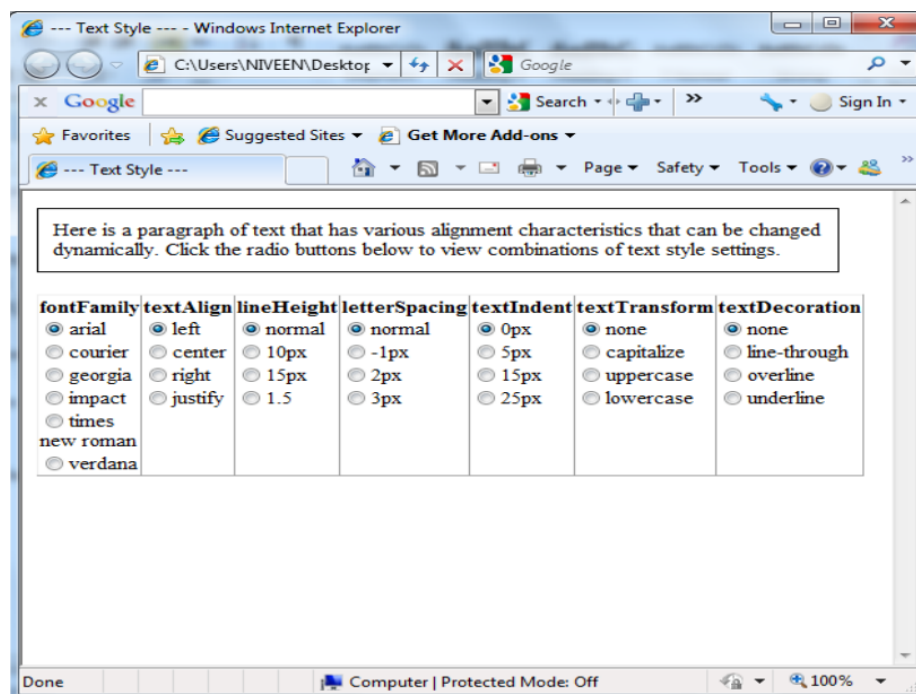 --- Text Style --- - Windows Internet Explorer
C:\Users\NIVEEN\Desktop
Google
x Google Search Sign In
Favorites Suggested Sites Get More Add-ons
--- Text Style --- Page Safety Tools
Here is a paragraph of text that has various alignment characteristics that can be changed
dynamically. Click the radio buttons below to view combinations of text style settings.
fontFamily textAlign lineHeight letterSpacing textIndent textTransform textDecoration
arial left normal normal 0px none none
courier center 10px -1px 5px capitalize line-through
georgia right 15px 2px 15px uppercase overline
impact justify 1.5 3px 25px lowercase underline
times
new roman
verdana
Done Computer | Protected Mode: Off 100%